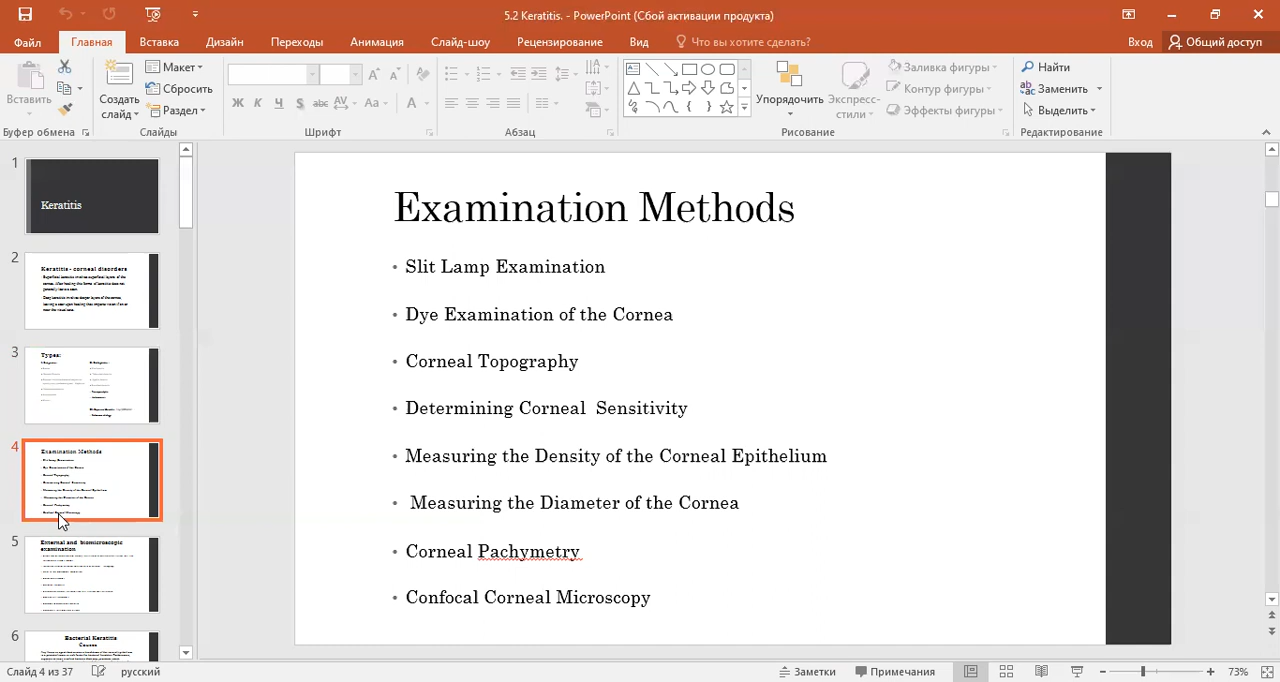 5.2 Keratitis. - PowerPoint (Сбой активации продукта)
Файл Главная Вставка Дизайн Переходы Анимация Слайд-шоу Рецензирование Вид Что вы хотите сделать? Вход Общий доступ
Вставить
Создать слайд
Макет
Сбросить
Раздел
Ж К Ч S abc AV Aa A
Упорядочить
Экспресс-стили
Заливка фигуры
Контур фигуры
Эффекты фигуры
Найти
Заменить
Выделить
Буфер обмена Слайды Шрифт Абзац Рисование Редактирование
1
Keratitis
2
Keratitis - corneal disorders
3
Types:
4
Examination Methods
5
External and biomicroscopic
examination
6
Bacterial Keratitis
Causes
Examination Methods
• Slit Lamp Examination
• Dye Examination of the Cornea
• Corneal Topography
• Determining Corneal  Sensitivity
• Measuring the Density of the Corneal Epithelium
• Measuring the Diameter of the Cornea
• Corneal Pachymetry
• Confocal Corneal Microscopy
Слайд 4 из 37 русский Заметки Примечания 73%